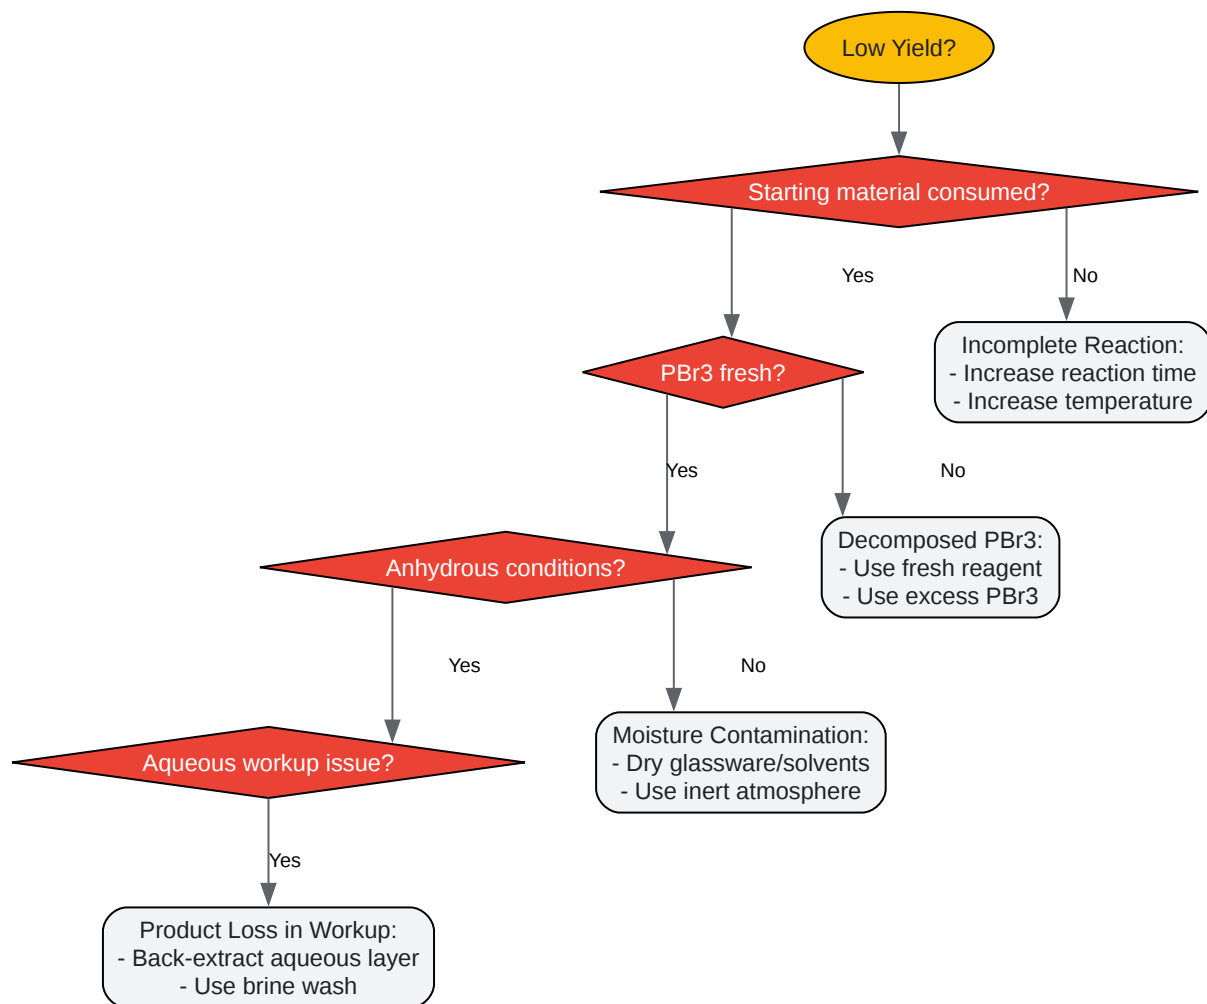 Low Yield?
Starting material consumed?
Yes
No
Incomplete Reaction:
- Increase reaction time
- Increase temperature
PBr3 fresh?
Yes
No
Decomposed PBr3:
- Use fresh reagent
- Use excess PBr3
Anhydrous conditions?
Yes
No
Moisture Contamination:
- Dry glassware/solvents
- Use inert atmosphere
Aqueous workup issue?
Yes
Product Loss in Workup:
- Back-extract aqueous layer
- Use brine wash